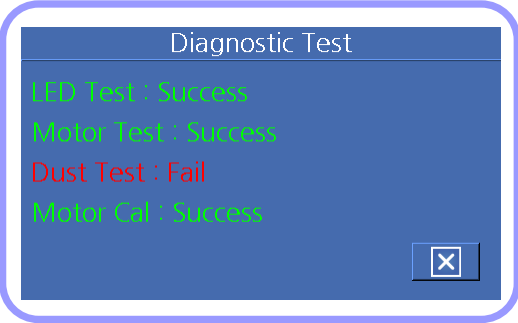 Diagnostic Test
LED Test : Success
Motor Test : Success
Dust Test : Fail
Motor Cal : Success